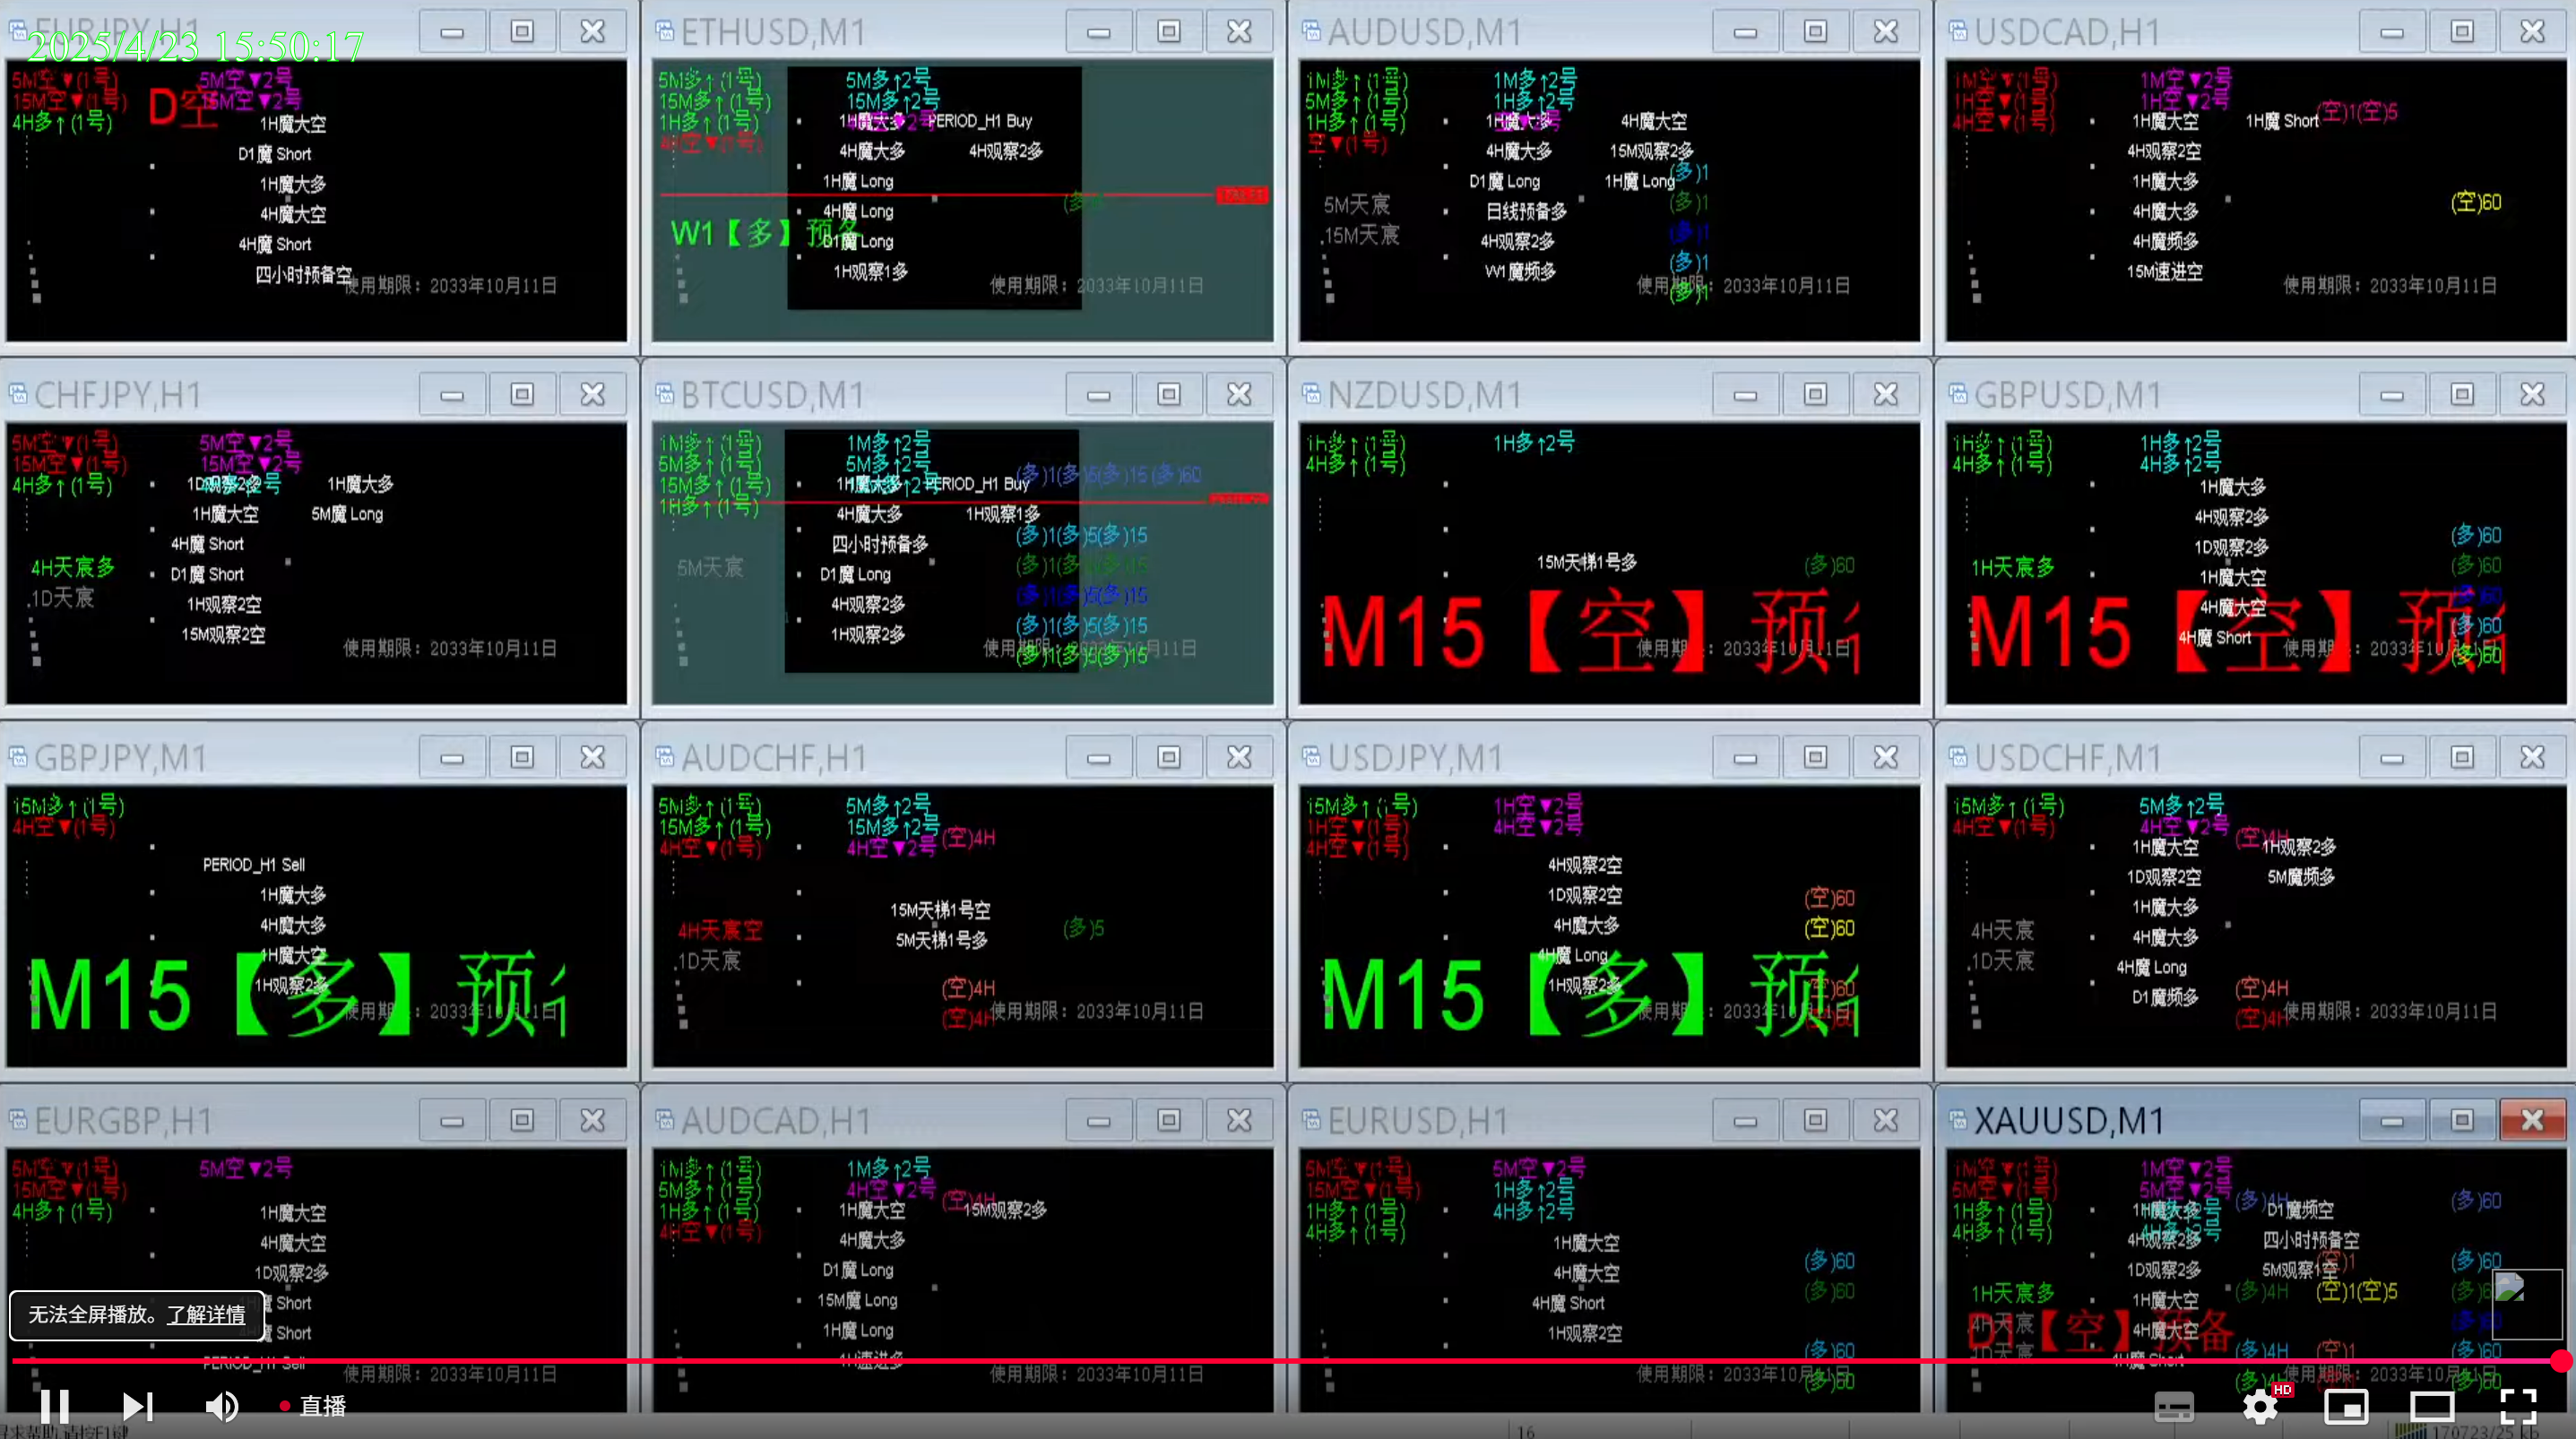 EURJPY,H1
2025/4/23 15:50:17
5M空▼(1号) 5M空▼2号
15M空▼(1号) 15M空▼2号
D空
4H多↑(1号)
1H魔大空
D1魔 Short
1H魔大多
4H魔大空
4H魔 Short
四小时预备空
使用期限：2033年10月11日
ETHUSD,M1
5M多↑(1号) 5M多↑2号
15M多↑(1号) 15M多↑2号
1H多↑(1号) 1H魔大多 PERIOD_H1 Buy
4H空▼(1号) 4H魔大多 4H观察2多
1H魔 Long
4H魔 Long
W1【多】预备
D1魔 Long
1H观察1多
使用期限：2033年10月11日
AUDUSD,M1
1M多↑(1号) 1M多↑2号
5M多↑(1号) 1H多↑2号
1H多↑(1号) 1H魔大多 4H魔大空
空▼(1号) 4H魔大多 15M观察2多
(多)1
D1魔 Long 1H魔 Long
5M天宸 日线预备多 (多)1
.15M天宸 4H观察2多 (多)1
W1魔频多 (多)1
使用期限：2033年10月11日
(多)1
USDCAD,H1
1M空▼(1号) 1M空▼2号
1H空▼(1号) 1H空▼2号
4H空▼(1号) 1H魔大空 1H魔 Short (空)1(空)5
4H观察2空
1H魔大多
4H魔大多 (空)60
4H魔频多
15M速进空
使用期限：2033年10月11日
CHFJPY,H1
5M空▼(1号) 5M空▼2号
15M空▼(1号) 15M空▼2号
4H多↑(1号) 1D观察2多 1H魔大多
1H魔大空 5M魔 Long
4H魔 Short
4H天宸多 D1魔 Short
.1D天宸 1H观察2空
15M观察2空
使用期限：2033年10月11日
BTCUSD,M1
1M多↑(1号) 1M多↑2号
5M多↑(1号) 5M多↑2号
(多)1(多)5(多)15(多)60
15M多↑(1号) 1H魔大多 PERIOD_H1 Buy
1H多↑(1号) 4H魔大多 1H观察1多
四小时预备多 (多)1(多)5(多)15
5M天宸 D1魔 Long (多)1(多)5(多)15
4H观察2多 (多)1(多)5(多)15
1H观察2多 (多)1(多)5(多)15
使用期限：2033年10月11日
(多)1(多)5(多)15
NZDUSD,M1
1H多↑(1号) 1H多↑2号
4H多↑(1号)
15M天梯1号多 (多)60
M15【空】预
使用期限：2033年10月11日
GBPUSD,M1
1H多↑(1号) 1H多↑2号
4H多↑(1号) 4H多↑2号
1H魔大多
4H观察2多
1D观察2多 (多)60
1H天宸多 1H魔大空 (多)60
4H魔大空 (多)60
M15【空】预
4H魔 Short (多)60
使用期限：2033年10月11日
(多)60
GBPJPY,M1
15M多↑(1号)
4H空▼(1号)
PERIOD_H1 Sell
1H魔大多
4H魔大多
1H魔大空
1H观察2多
M15【多】预
使用期限：2033年10月11日
AUDCHF,H1
5M多↑(1号) 5M多↑2号
15M多↑(1号) 15M多↑2号
4H空▼(1号) 4H空▼2号 (空)4H
15M天梯1号空
4H天宸空 5M天梯1号多 (多)5
.1D天宸
(空)4H
(空)4H
使用期限：2033年10月11日
USDJPY,M1
15M多↑(1号) 1H空▼2号
1H空▼(1号) 4H空▼2号
4H空▼(1号)
4H观察2空
1D观察2空 (空)60
4H魔大多 (空)60
4H魔 Long
1H观察2多 (空)60
M15【多】预
使用期限：2033年10月11日
USDCHF,M1
15M多↑(1号) 5M多↑2号
4H空▼(1号) 4H空▼2号 (空)4H
1H魔大空 1H观察2多
1D观察2空 5M魔频多
1H魔大多
4H天宸 4H魔大多
.1D天宸 4H魔 Long
D1魔频多 (空)4H
(空)4H
使用期限：2033年10月11日
EURGBP,H1
5M空▼(1号) 5M空▼2号
15M空▼(1号)
4H多↑(1号) 1H魔大空
4H魔大空
1D观察2多
魔 Short
魔 Short
PERIOD_H1 Sell
使用期限：2033年10月11日
AUDCAD,H1
1M多↑(1号) 1M多↑2号
5M多↑(1号) 4H空▼2号 (空)4H
1H多↑(1号) 1H魔大空 15M观察2多
4H空▼(1号) 4H魔大多
D1魔 Long
15M魔 Long
1H魔 Long
1H速进多
使用期限：2033年10月11日
EURUSD,H1
5M空▼(1号) 5M空▼2号
15M空▼(1号) 1H多↑2号
1H多↑(1号) 4H多↑2号
4H多↑(1号)
1H魔大空
4H魔大空 (多)60
4H魔 Short (多)60
1H观察2空
(多)60
使用期限：2033年10月11日
(多)60
XAUUSD,M1
1M空▼(1号) 1M空▼2号
5M空▼(1号) 5M空▼2号
1H多↑(1号) 1H魔大多 (多)4H D1魔频空 (多)60
4H多↑(1号) 4H观察2多 四小时预备空
1D观察2多 5M观察1空 (空)1 (多)60
1H天宸多 1H魔大空 (多)4H (空)1(空)5
4H天宸 4H魔大空
D1【空】预备
1D天宸 4H魔 Short (多)4H (空)1 (多)60
(多)4H 使用期限：2033年10月11日 (多)60
无法全屏播放。了解详情
直播
HD
16
170723/25 kb